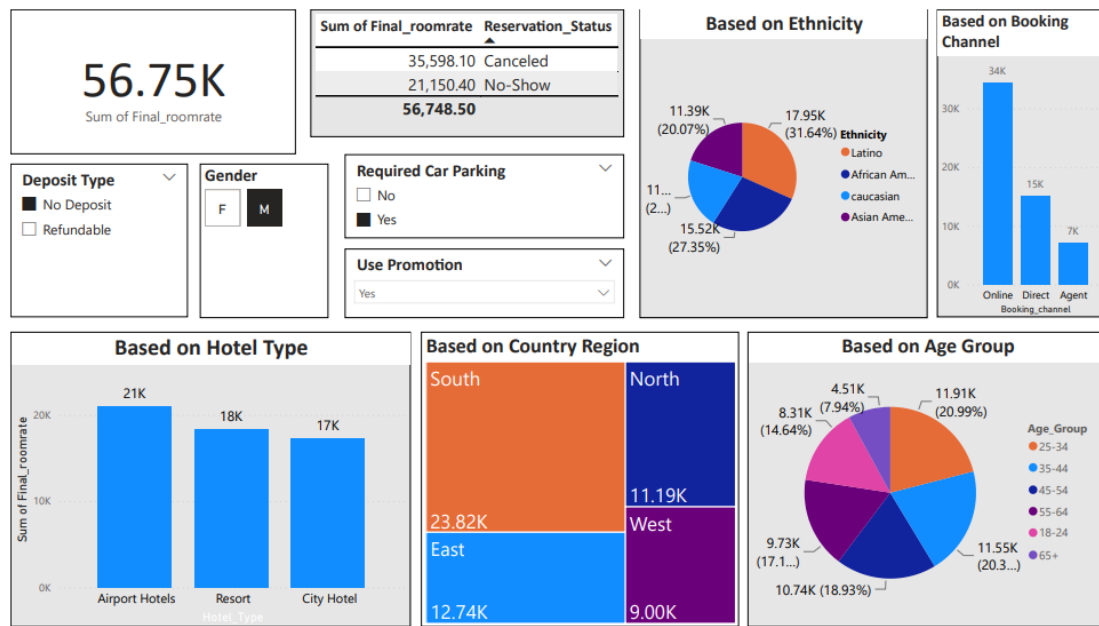 56.75K
Sum of Final_roomrate
Sum of Final_roomrate Reservation_Status
35,598.10 Canceled
21,150.40 No-Show
56,748.50
Deposit Type
No Deposit
Refundable
Gender
F M
Required Car Parking
No
Yes
Use Promotion
Yes
Based on Ethnicity
11.39K
(20.07%)
17.95K
(31.64%)
11...
(2...)
15.52K
(27.35%)
Ethnicity
Latino
African Am...
caucasian
Asian Ame...
Based on Booking
Channel
34K
15K
7K
30K
20K
10K
0K
Online Direct Agent
Booking_channel
Based on Hotel Type
21K
18K
17K
20K
10K
0K
Sum of Final_roomrate
Airport Hotels Resort City Hotel
Hotel_Type
Based on Country Region
South
23.82K
East
12.74K
North
11.19K
West
9.00K
Based on Age Group
4.51K
(7.94%)
11.91K
(20.99%)
8.31K
(14.64%)
9.73K
(17.1...)
10.74K (18.93%)
11.55K
(20.3...)
Age_Group
25-34
35-44
45-54
55-64
18-24
65+